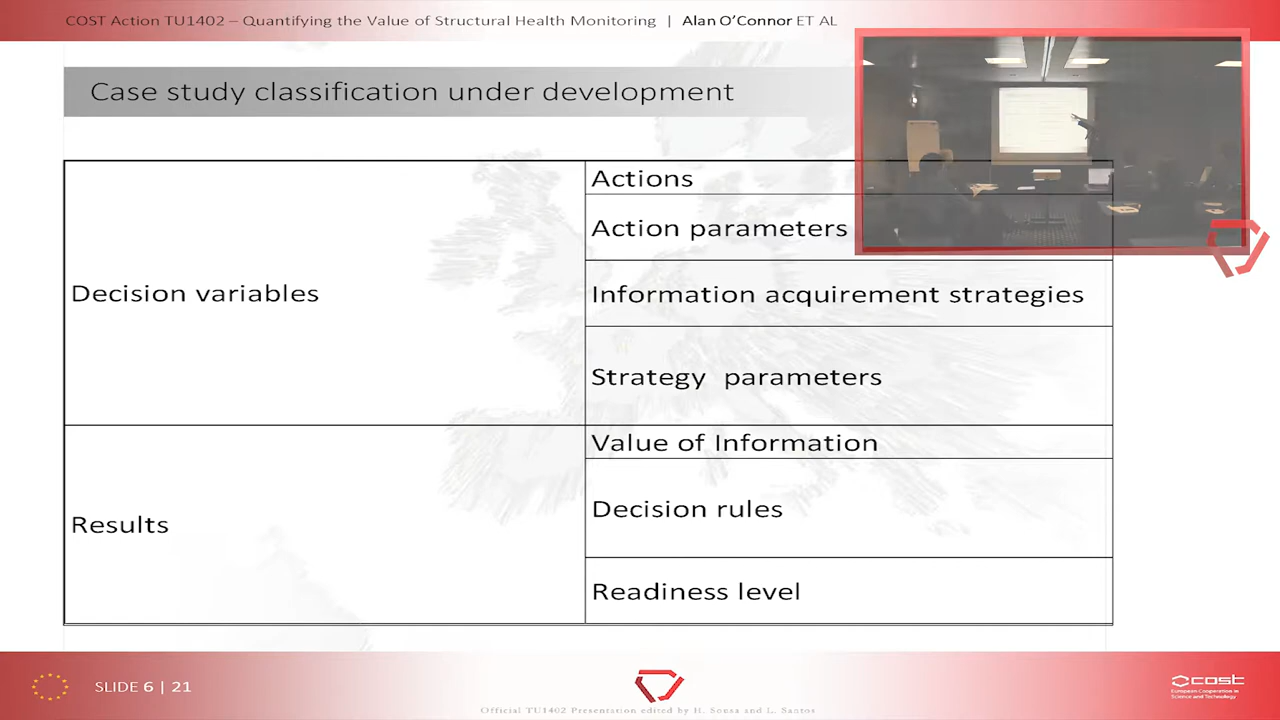 COST Action TU1402 – Quantifying the Value of Structural Health Monitoring | Alan O'Connor ET AL
Case study classification under development
Decision variables
Actions
Action parameters
Information acquirement strategies
Strategy parameters
Results
Value of Information
Decision rules
Readiness level
SLIDE 6 | 21
cost
European Cooperation in
Science and Technology
Official TU1402 Presentation edited by H. Sousa and L. Santos